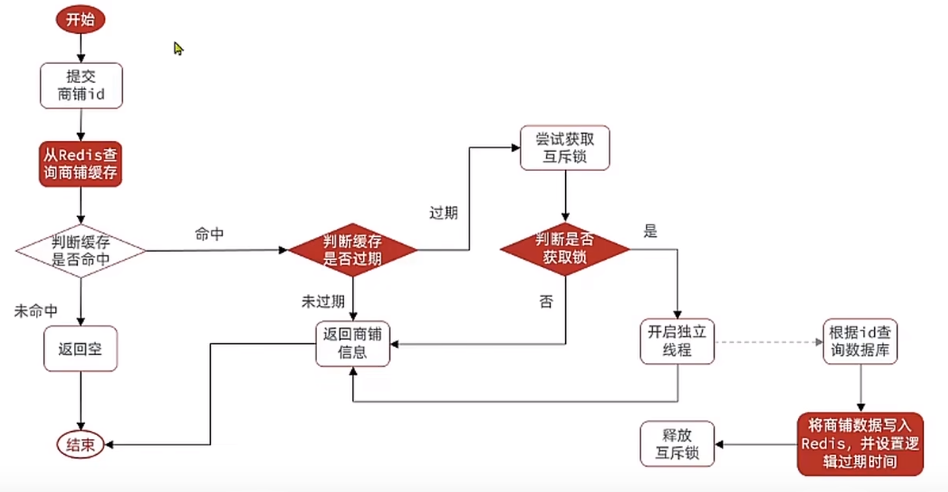 开始
提交
商铺id
从Redis查
询商铺缓存
判断缓存
是否命中
命中
未命中
返回空
结束
判断缓存
是否过期
过期
未过期
返回商铺
信息
尝试获取
互斥锁
判断是否
获取锁
是
否
开启独立
线程
根据id查
询数据库
将商铺数据写入
Redis，并设置逻
辑过期时间
释放
互斥锁